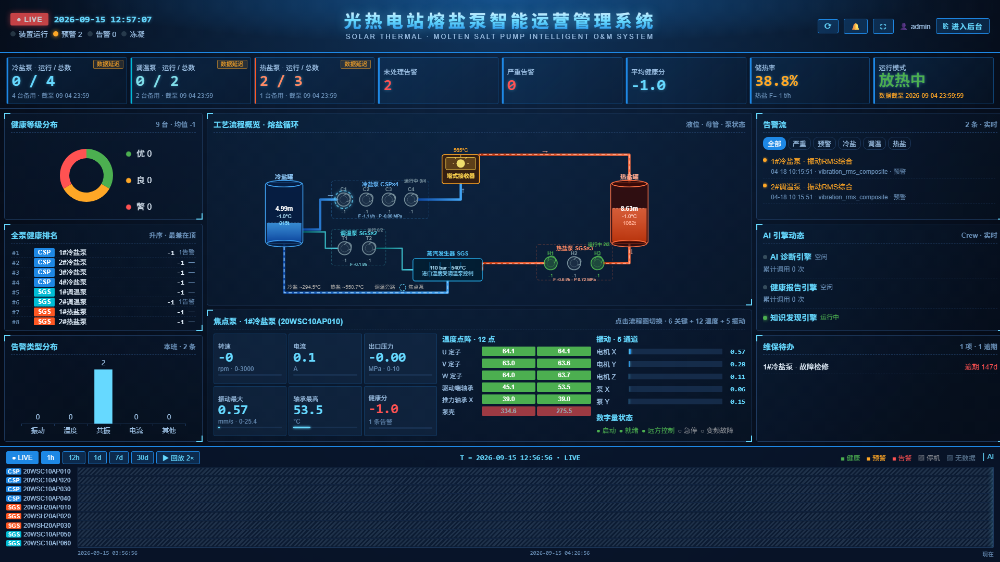 ● LIVE 2026-09-15 12:57:07
装置运行 预警 2 告警 0 冻凝
光热电站熔盐泵智能运营管理系统
SOLAR THERMAL · MOLTEN SALT PUMP INTELLIGENT O&M SYSTEM
admin 进入后台
冷盐泵 · 运行 / 总数 数据延迟
0 / 4
4 台备用 · 截至 09-04 23:59
调温泵 · 运行 / 总数 数据延迟
0 / 2
2 台备用 · 截至 09-04 23:59
热盐泵 · 运行 / 总数 数据延迟
2 / 3
1 台备用 · 截至 09-04 23:59
未处理告警
2
严重告警
0
平均健康分
-1.0
储热率
38.8%
热盐 F=-1 t/h
运行模式
放热中
数据截至 2026-09-04 23:59:59
健康等级分布 9 台 · 均值 -1
优 0
良 0
警 0
全泵健康排名 升序 · 最差在顶
#1 CSP 1#冷盐泵 -1 1告警
#2 CSP 2#冷盐泵 -1 —
#3 CSP 3#冷盐泵 -1 —
#4 CSP 4#冷盐泵 -1 —
#5 SGS 1#调温泵 -1 —
#6 SGS 2#调温泵 -1 1告警
#7 SGS 1#热盐泵 -1 —
#8 SGS 2#热盐泵 -1 —
告警类型分布 本班 · 2 条
2
0 0 0 0
振动 温度 共振 电流 其他
工艺流程概览 · 熔盐循环 液位 · 母管 · 泵状态
565°C
塔式接收器
冷盐罐
4.99m
-1.0°C
815t
冷盐泵 CSP×4 运行中 0/4
C1 C2 C3 C4
-1 -1 -1 -1
F -1.1 t/h · P -0.00 MPa
调温泵 SGS×2 运行 0/2
T1 T2
-1 -1
F -0.1 t/h
蒸汽发生器 SGS
110 bar · 540°C
进口温度受调温泵控制
热盐罐
8.63m
-1.0°C
1062t
热盐泵 SGS×3 运行中 2/3
H1 H2 H3
-1 -1 -1
F -0.6 t/h · P 0.72 MPa
冷盐 ~294.5°C 热盐 ~550.7°C 调温旁路 焦点泵
焦点泵 · 1#冷盐泵 (20WSC10AP010) 点击流程图切换 · 6 关键 + 12 温度 + 5 振动
转速
-0
rpm · 0-3000
电流
0.1
A
出口压力
-0.00
MPa · 0-10
振动最大
0.57
mm/s · 0-25.4
轴承最高
53.5
°C
健康分
-1.0
1 条告警
温度点阵 · 12 点
U 定子 64.1 64.1
V 定子 63.0 63.6
W 定子 64.0 63.7
驱动端轴承 45.1 53.5
推力轴承 X 39.0 39.0
泵壳 334.6 275.5
振动 · 5 通道
电机 X 0.57
电机 Y 0.28
电机 Z 0.11
泵 X 0.06
泵 Y 0.15
数字量状态
● 启动 ● 就绪 ● 远方控制 ○ 急停 ○ 变频故障
告警流 2 条 · 实时
全部 严重 预警 冷盐 调温 热盐
1#冷盐泵 · 振动RMS综合
04-18 10:15:51 · vibration_rms_composite · 预警
2#调温泵 · 振动RMS综合
04-18 10:15:51 · vibration_rms_composite · 预警
AI 引擎动态 Crew · 实时
AI 诊断引擎 空闲
累计调用 0 次
健康报告引擎 空闲
累计调用 0 次
知识发现引擎 运行中
维保待办 1 项 · 1 逾期
1#冷盐泵 · 故障检修 逾期 147d
● LIVE 1h 12h 1d 7d 30d ▶ 回放 2×
T = 2026-09-15 12:56:56 · LIVE
健康 预警 告警 停机 无数据 AI
CSP 20WSC10AP010
CSP 20WSC10AP020
CSP 20WSC10AP030
CSP 20WSC10AP040
SGS 20WSH20AP010
SGS 20WSH20AP020
SGS 20WSH20AP030
SGS 20WSC10AP050
SGS 20WSC10AP060
2026-09-15 03:56:56 2026-09-15 04:26:56 现在